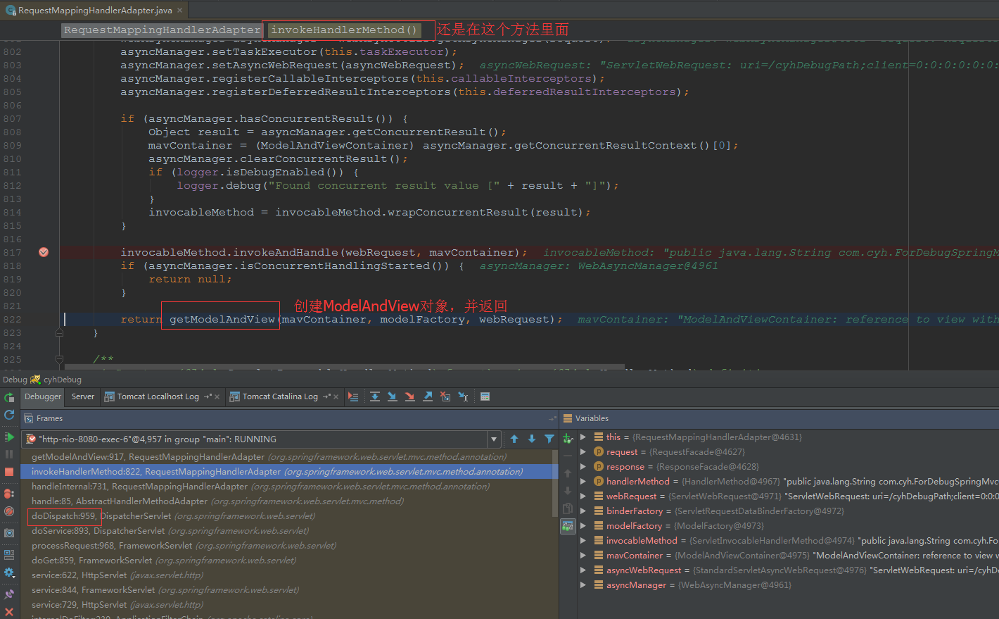 RequestMappingHandlerAdapter.java ×
RequestMappingHandlerAdapter invokeHandlerMethod() 还是在这个方法里面
802 asyncManager.setTaskExecutor(this.taskExecutor);
803 asyncManager.setAsyncWebRequest(asyncWebRequest); asyncWebRequest: "ServletWebRequest: uri=/cyhDebugPath;client=0:0:0:0:0:0:
804 asyncManager.registerCallableInterceptors(this.callableInterceptors);
805 asyncManager.registerDeferredResultInterceptors(this.deferredResultInterceptors);
806
807 if (asyncManager.hasConcurrentResult()) {
808 Object result = asyncManager.getConcurrentResult();
809 mavContainer = (ModelAndViewContainer) asyncManager.getConcurrentResultContext()[0];
810 asyncManager.clearConcurrentResult();
811 if (logger.isDebugEnabled()) {
812 logger.debug("Found concurrent result value [" + result + "]");
813 }
814 invocableMethod = invocableMethod.wrapConcurrentResult(result);
815 }
816
817 invocableMethod.invokeAndHandle(webRequest, mavContainer); invocableMethod: "public java.lang.String com.cyh.ForDebugSpringM
818 if (asyncManager.isConcurrentHandlingStarted()) { asyncManager: WebAsyncManager@4961
819 return null;
820 }
821 创建ModelAndView对象，并返回
822 return getModelAndView(mavContainer, modelFactory, webRequest); mavContainer: "ModelAndViewContainer: reference to view with
823 }
824
825 /**
Debug cyhDebug
Debugger Server Tomcat Localhost Log →* × Tomcat Catalina Log →* ×
Frames →* Variables
"http-nio-8080-exec-6"@4,957 in group "main": RUNNING
getModelAndView:917, RequestMappingHandlerAdapter (org.springframework.web.servlet.mvc.method.annotation)
invokeHandlerMethod:822, RequestMappingHandlerAdapter (org.springframework.web.servlet.mvc.method.annotation)
handleInternal:731, RequestMappingHandlerAdapter (org.springframework.web.servlet.mvc.method.annotation)
handle:85, AbstractHandlerMethodAdapter (org.springframework.web.servlet.mvc.method)
doDispatch:959, DispatcherServlet (org.springframework.web.servlet)
doService:893, DispatcherServlet (org.springframework.web.servlet)
processRequest:968, FrameworkServlet (org.springframework.web.servlet)
doGet:859, FrameworkServlet (org.springframework.web.servlet)
service:622, HttpServlet (javax.servlet.http)
service:844, FrameworkServlet (org.springframework.web.servlet)
service:729, HttpServlet (javax.servlet.http)
internalDoFilter:230, ApplicationFilterChain (org.apache.catalina.core)
this = {RequestMappingHandlerAdapter@4631}
request = {RequestFacade@4627}
response = {ResponseFacade@4628}
handlerMethod = {HandlerMethod@4967} "public java.lang.String com.cyh.ForDebugSpringMvc
webRequest = {ServletWebRequest@4971} "ServletWebRequest: uri=/cyhDebugPath;client=0:0:0
binderFactory = {ServletRequestDataBinderFactory@4972}
modelFactory = {ModelFactory@4973}
invocableMethod = {ServletInvocableHandlerMethod@4974} "public java.lang.String com.cyh.Fo
mavContainer = {ModelAndViewContainer@4975} "ModelAndViewContainer: reference to view w
asyncWebRequest = {StandardServletAsyncWebRequest@4976} "ServletWebRequest: uri=/cyhD
asyncManager = {WebAsyncManager@4961}